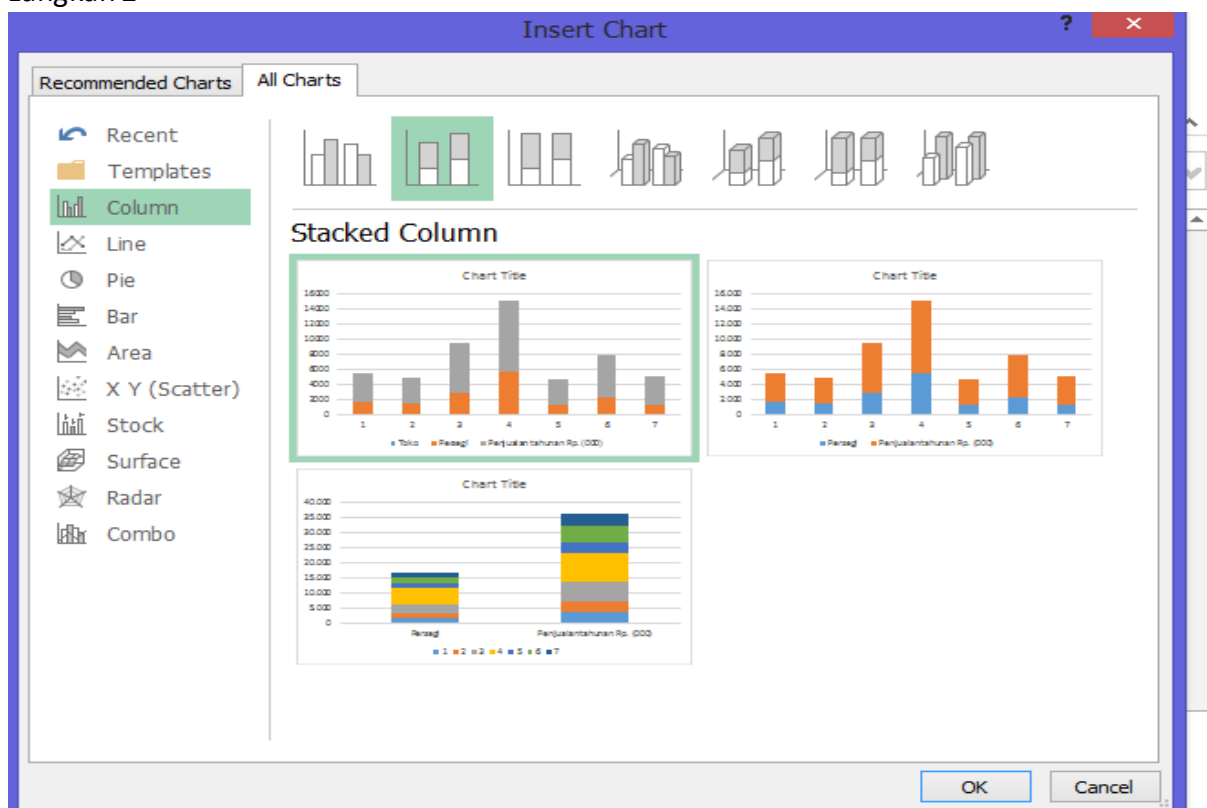 Langkah 2
Insert Chart ? ×
Recommended Charts All Charts
Recent
Templates
Column
Line
Pie
Bar
Area
X Y (Scatter)
Stock
Surface
Radar
Combo
Stacked Column
Chart Title
16000
14000
12000
10000
8000
6000
4000
2000
0
1 2 3 4 5 6 7
Toko Persegi Penjualan tahunan Rp. (000)
Chart Title
16.000
14.000
12.000
10.000
8.000
6.000
4.000
2.000
0
1 2 3 4 5 6 7
Persegi Penjualantahunan Rp. (000)
Chart Title
40.000
35.000
30.000
25.000
20.000
15.000
10.000
5.000
0
Persegi Penjualantahunan Rp. (000)
1 2 3 4 5 6 7
OK Cancel